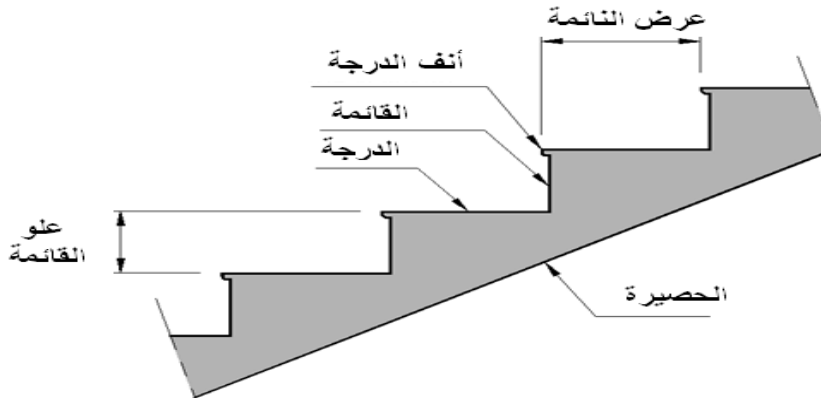 عرض النائمة
أنف الدرجة
القائمة
الدرجة
علو
القائمة
الحصيرة